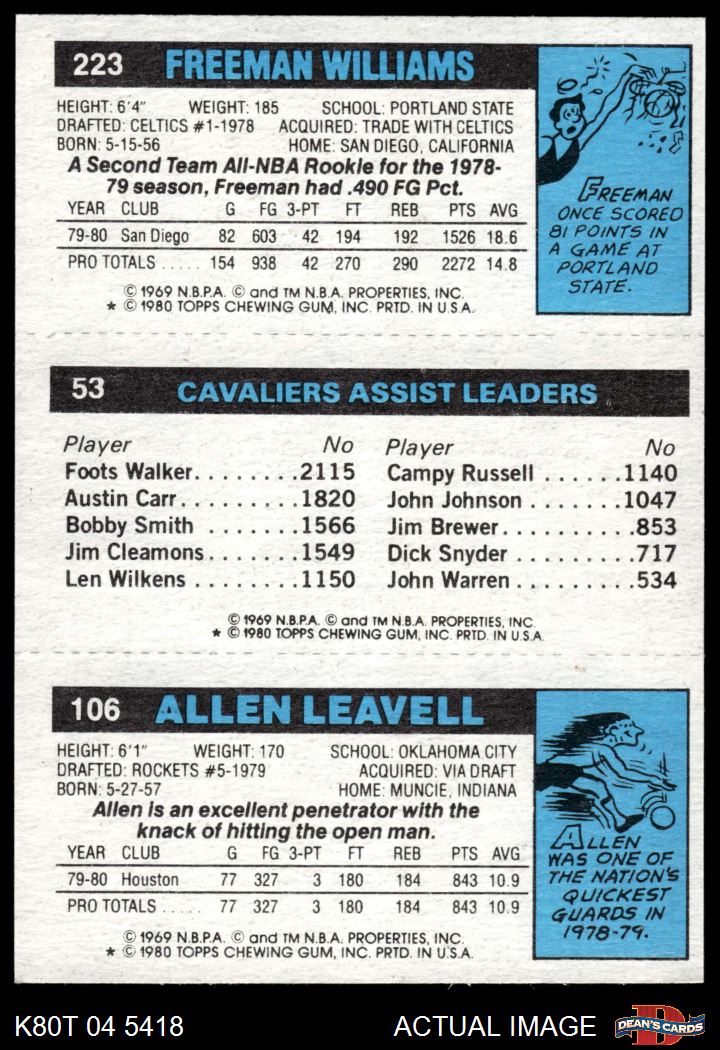 223 FREEMAN WILLIAMS
HEIGHT: 6'4" WEIGHT: 185 SCHOOL: PORTLAND STATE
DRAFTED: CELTICS #1-1978 ACQUIRED: TRADE WITH CELTICS
BORN: 5-15-56 HOME: SAN DIEGO, CALIFORNIA
A Second Team All-NBA Rookie for the 1978-
79 season, Freeman had .490 FG Pct.
YEAR CLUB G FG 3-PT FT REB PTS AVG
79-80 San Diego 82 603 42 194 192 1526 18.6
PRO TOTALS ..... 154 938 42 270 290 2272 14.8
© 1969 N.B.P.A. © and TM N.B.A. PROPERTIES, INC.
* © 1980 TOPPS CHEWING GUM, INC. PRTD. IN U.S.A.
FREEMAN
ONCE SCORED
81 POINTS IN
A GAME AT
PORTLAND
STATE.
53 CAVALIERS ASSIST LEADERS
Player No Player No
Foots Walker........2115 Campy Russell ......1140
Austin Carr.........1820 John Johnson .......1047
Bobby Smith .......1566 Jim Brewer..........853
Jim Cleamons.......1549 Dick Snyder .........717
Len Wilkens ........1150 John Warren .........534
© 1969 N.B.P.A. © and TM N.B.A. PROPERTIES, INC.
* © 1980 TOPPS CHEWING GUM, INC. PRTD. IN U.S.A.
106 ALLEN LEAVELL
HEIGHT: 6'1" WEIGHT: 170 SCHOOL: OKLAHOMA CITY
DRAFTED: ROCKETS #5-1979 ACQUIRED: VIA DRAFT
BORN: 5-27-57 HOME: MUNCIE, INDIANA
Allen is an excellent penetrator with the
knack of hitting the open man.
YEAR CLUB G FG 3-PT FT REB PTS AVG
79-80 Houston 77 327 3 180 184 843 10.9
PRO TOTALS ..... 77 327 3 180 184 843 10.9
© 1969 N.B.P.A. © and TM N.B.A. PROPERTIES, INC.
* © 1980 TOPPS CHEWING GUM, INC. PRTD. IN U.S.A.
ALLEN
WAS ONE OF
THE NATION'S
QUICKEST
GUARDS IN
1978-79.
K80T 04 5418 ACTUAL IMAGE D DEAN'S CARDS